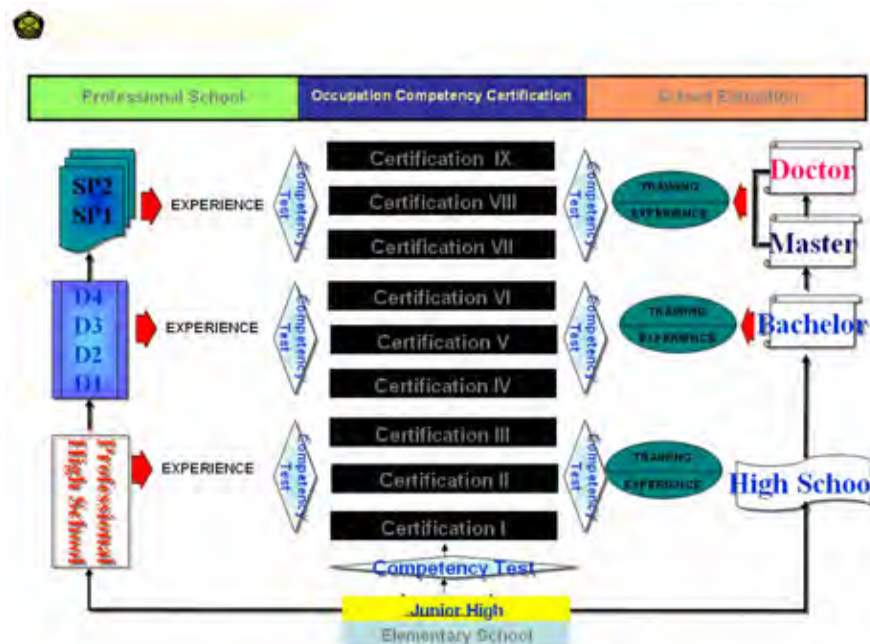 Professional School
Occupation Competency Certification
School Education
SP2
SP1
EXPERIENCE
Competency Test
Certification IX
Certification VIII
Certification VII
Competency Test
TRAINING
EXPERIENCE
Doctor
Master
D4
D3
D2
D1
EXPERIENCE
Competency Test
Certification VI
Certification V
Certification IV
Competency Test
TRAINING
EXPERIENCE
Bachelor
Professional
High School
EXPERIENCE
Competency Test
Certification III
Certification II
Certification I
Competency Test
TRAINING
EXPERIENCE
High School
Competency Test
Junior High
Elementary School